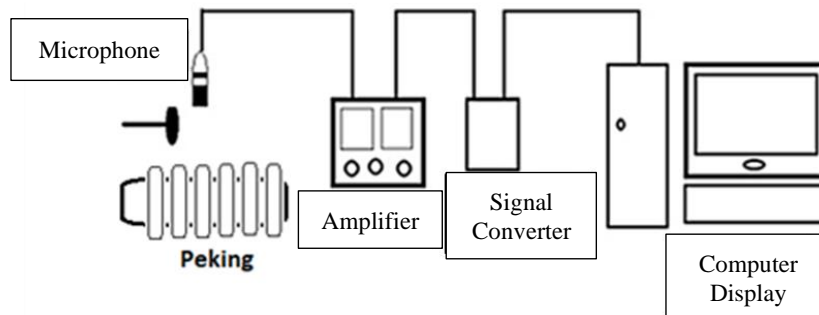 Microphone
Peking
Amplifier
Signal
Converter
Computer
Display